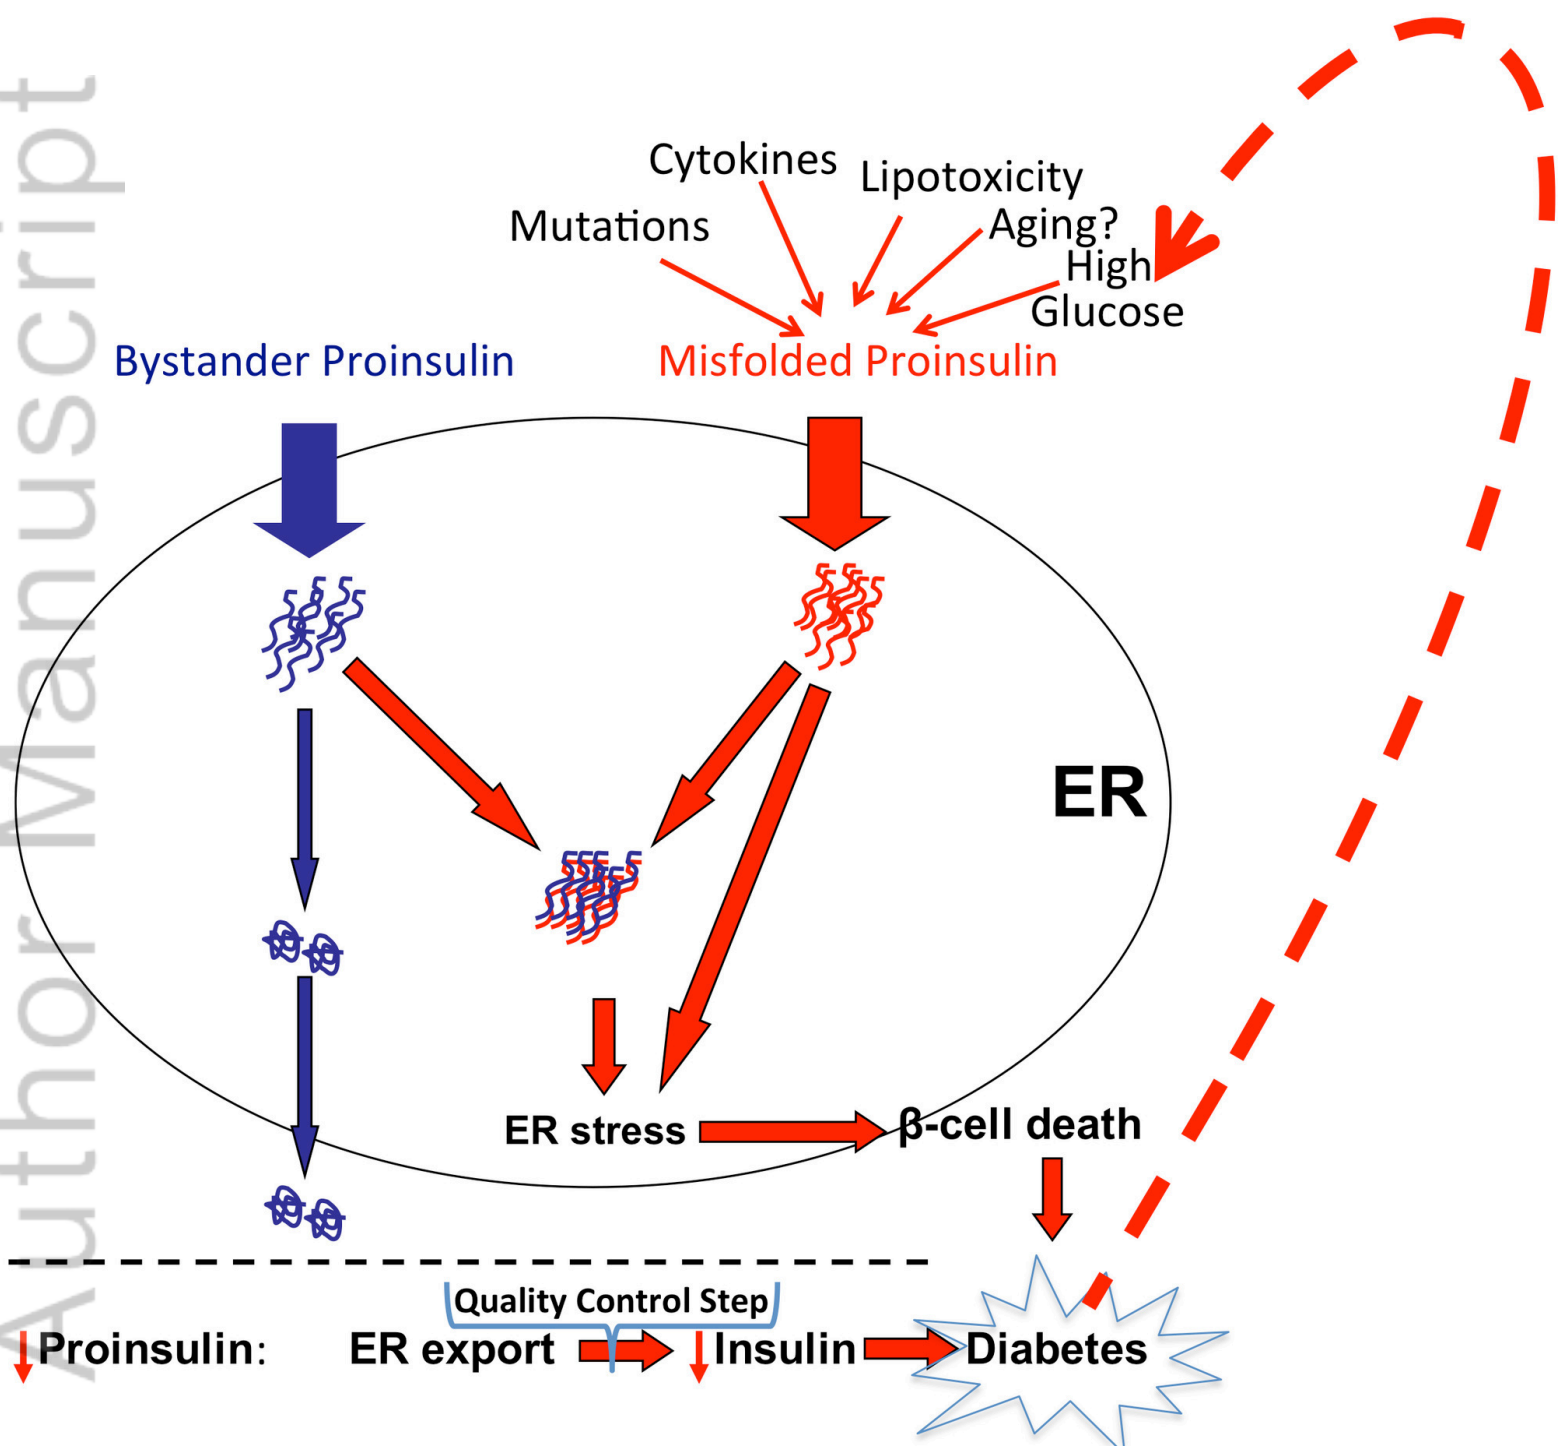 Author Manuscript
Cytokines
Lipotoxicity
Mutations
Aging?
High
Glucose
Bystander Proinsulin
Misfolded Proinsulin
ER
ER stress
β-cell death
Quality Control Step
Proinsulin: ER export Insulin Diabetes